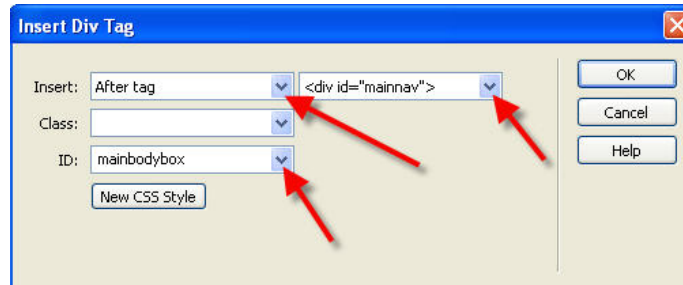 Insert Div Tag
Insert: After tag <div id="mainnav"> OK
Class: Cancel
ID: mainbodybox Help
New CSS Style